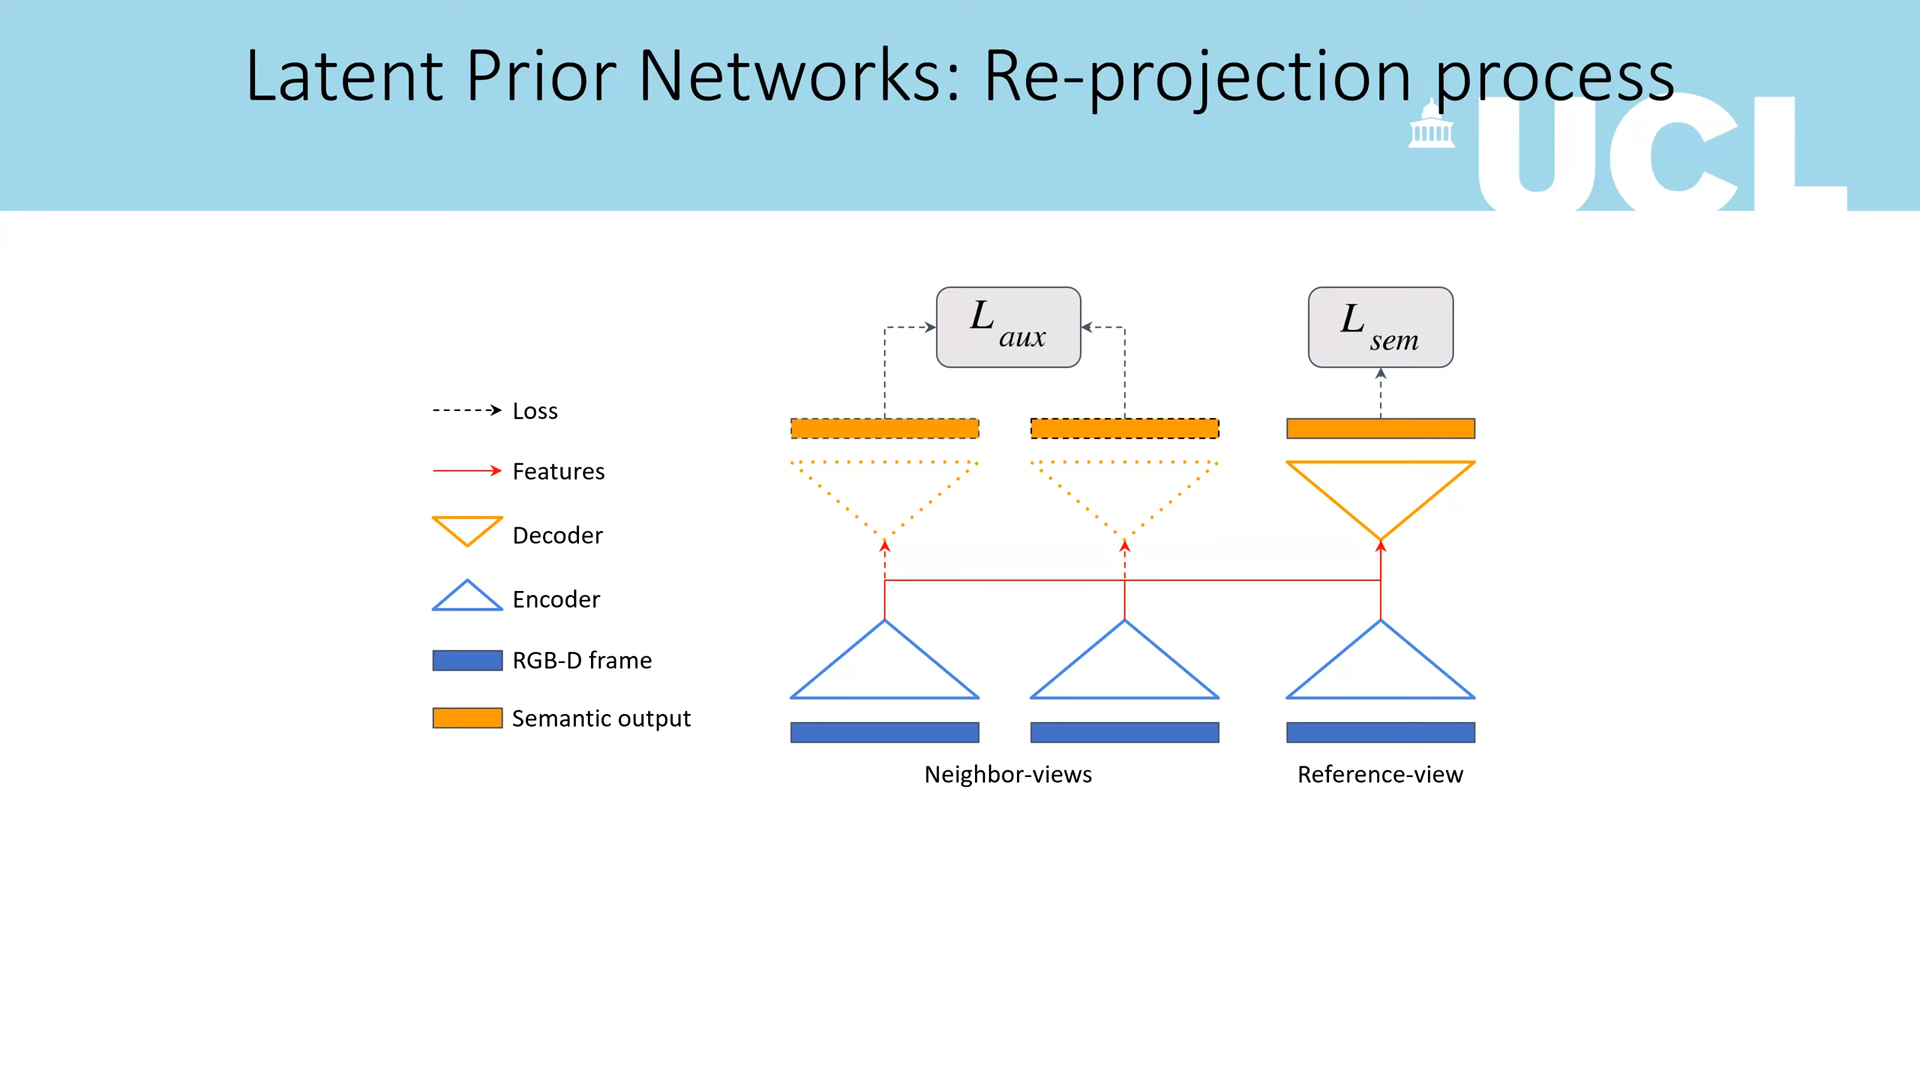 Latent Prior Networks: Re-projection process
UCL
L aux
L sem
Loss
Features
Decoder
Encoder
RGB-D frame
Semantic output
Neighbor-views
Reference-view